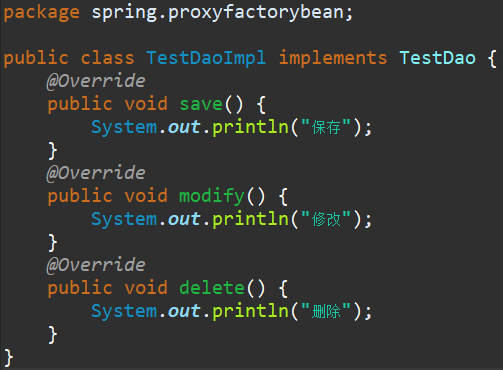 package spring.proxyfactorybean;
public class TestDaoImpl implements TestDao {
    @Override
    public void save() {
        System.out.println("保存");
    }
    @Override
    public void modify() {
        System.out.println("修改");
    }
    @Override
    public void delete() {
        System.out.println("删除");
    }
}